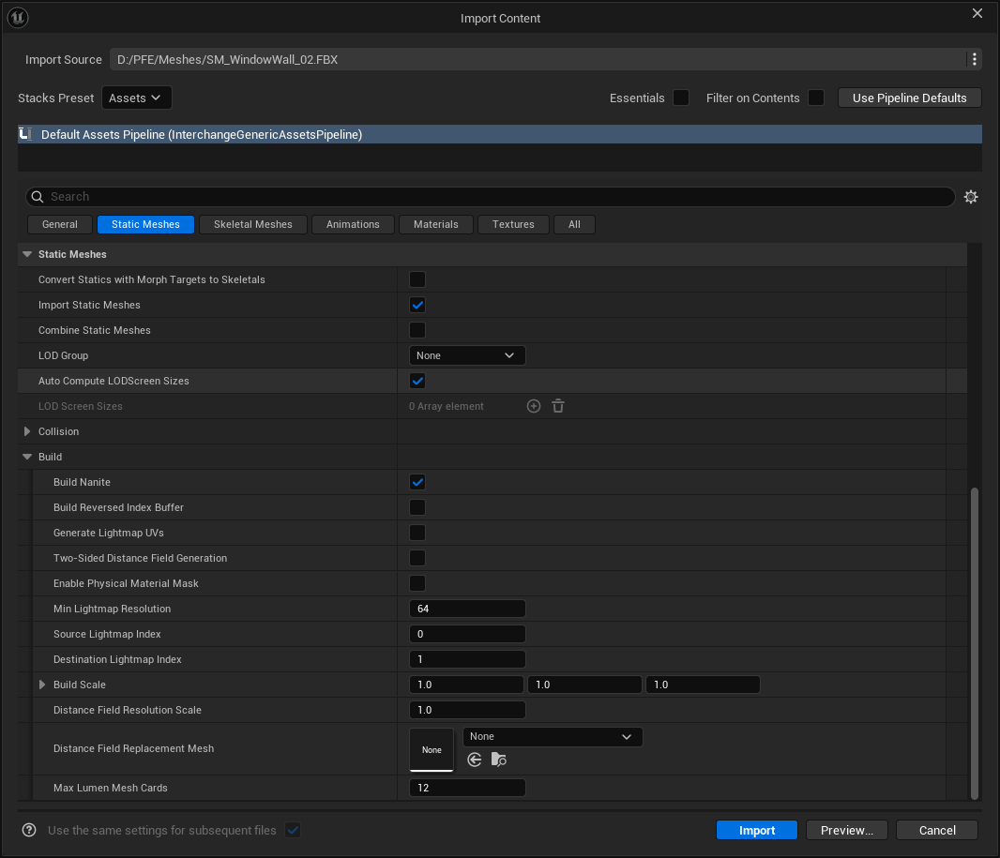 Import Content
Import Source D:/PFE/Meshes/SM_WindowWall_02.FBX
Stacks Preset Assets Essentials Filter on Contents Use Pipeline Defaults
Default Assets Pipeline (InterchangeGenericAssetsPipeline)
Search
General Static Meshes Skeletal Meshes Animations Materials Textures All
Static Meshes
Convert Statics with Morph Targets to Skeletals
Import Static Meshes
Combine Static Meshes
LOD Group None
Auto Compute LODScreen Sizes
LOD Screen Sizes 0 Array element
Collision
Build
Build Nanite
Build Reversed Index Buffer
Generate Lightmap UVs
Two-Sided Distance Field Generation
Enable Physical Material Mask
Min Lightmap Resolution 64
Source Lightmap Index 0
Destination Lightmap Index 1
Build Scale 1.0 1.0 1.0
Distance Field Resolution Scale 1.0
Distance Field Replacement Mesh None None
Max Lumen Mesh Cards 12
Use the same settings for subsequent files Import Preview... Cancel